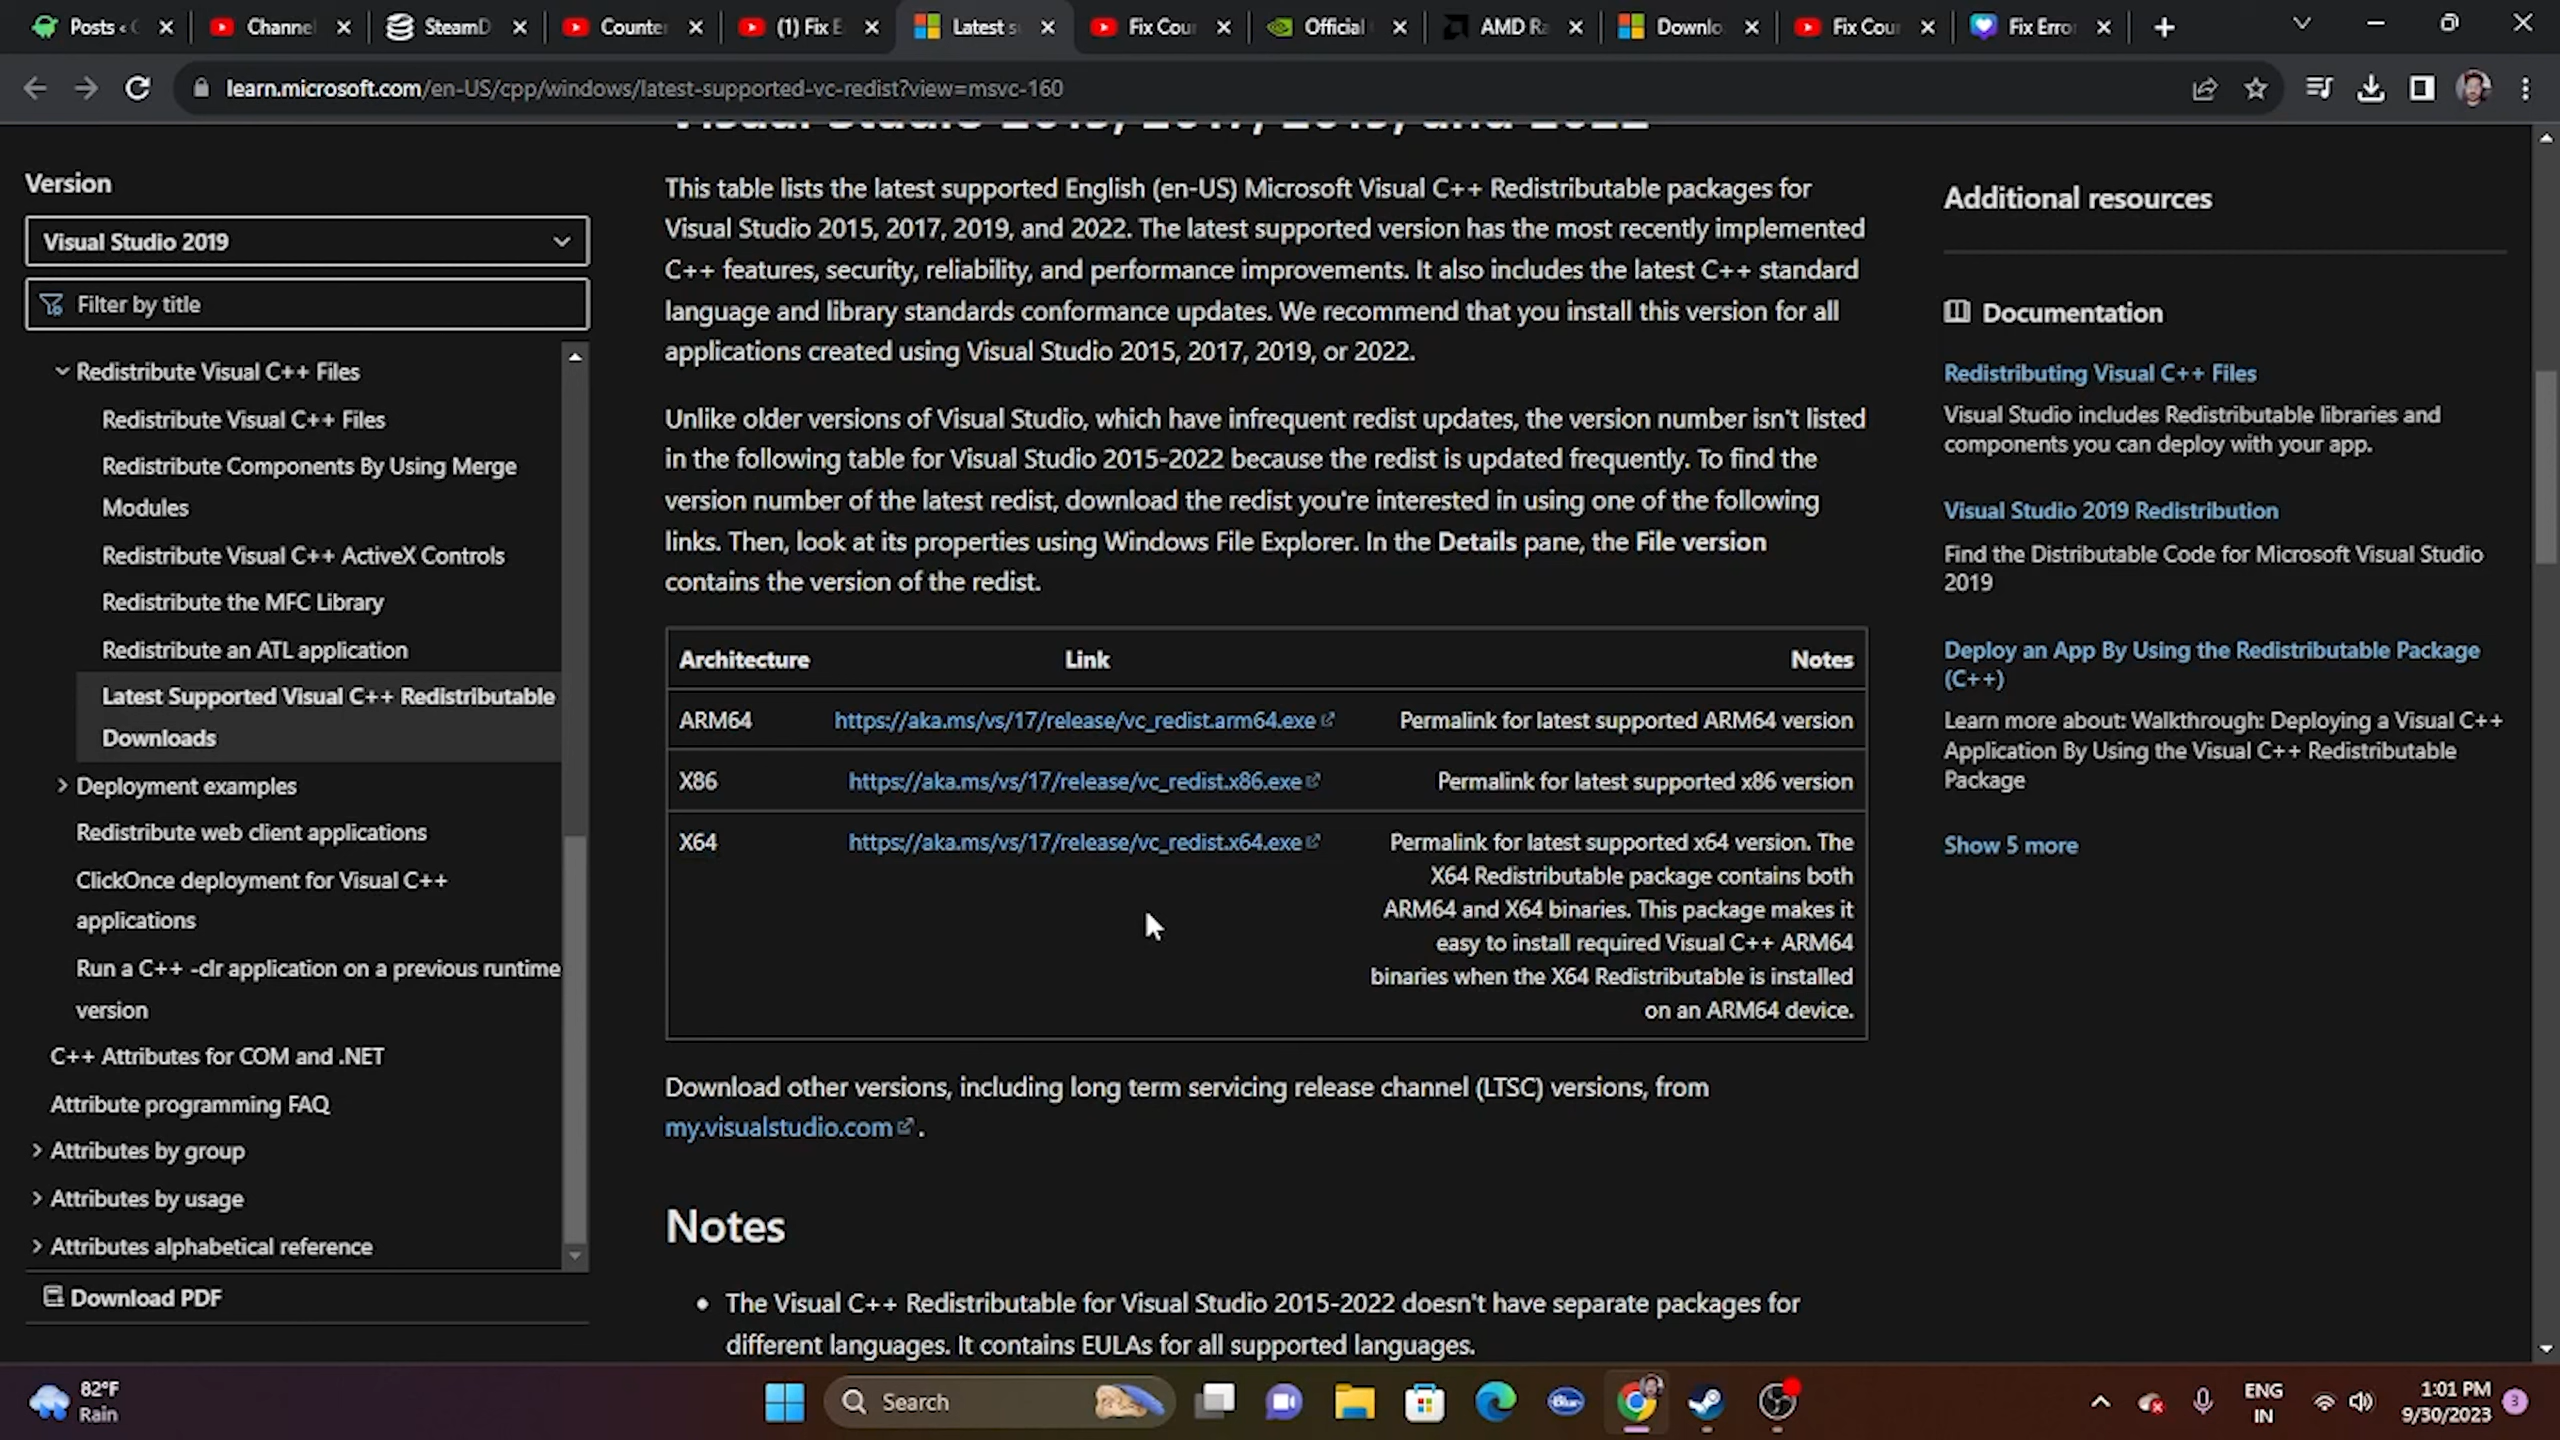 Posts ‹
Channel
SteamD
Counte
(1) Fix E
Latest s
Fix Cou
Official
AMD Ra
Downlo
Fix Cou
Fix Erro
learn.microsoft.com/en-US/cpp/windows/latest-supported-vc-redist?view=msvc-160
Version
Visual Studio 2019
Filter by title
Redistribute Visual C++ Files
Redistribute Visual C++ Files
Redistribute Components By Using Merge
Modules
Redistribute Visual C++ ActiveX Controls
Redistribute the MFC Library
Redistribute an ATL application
Latest Supported Visual C++ Redistributable
Downloads
Deployment examples
Redistribute web client applications
ClickOnce deployment for Visual C++
applications
Run a C++ -clr application on a previous runtime
version
C++ Attributes for COM and .NET
Attribute programming FAQ
Attributes by group
Attributes by usage
Attributes alphabetical reference
Download PDF
Visual Studio 2015, 2017, 2019, and 2022
This table lists the latest supported English (en-US) Microsoft Visual C++ Redistributable packages for
Visual Studio 2015, 2017, 2019, and 2022. The latest supported version has the most recently implemented
C++ features, security, reliability, and performance improvements. It also includes the latest C++ standard
language and library standards conformance updates. We recommend that you install this version for all
applications created using Visual Studio 2015, 2017, 2019, or 2022.
Unlike older versions of Visual Studio, which have infrequent redist updates, the version number isn't listed
in the following table for Visual Studio 2015-2022 because the redist is updated frequently. To find the
version number of the latest redist, download the redist you're interested in using one of the following
links. Then, look at its properties using Windows File Explorer. In the Details pane, the File version
contains the version of the redist.
Architecture Link Notes
ARM64 https://aka.ms/vs/17/release/vc_redist.arm64.exe Permalink for latest supported ARM64 version
X86 https://aka.ms/vs/17/release/vc_redist.x86.exe Permalink for latest supported x86 version
X64 https://aka.ms/vs/17/release/vc_redist.x64.exe Permalink for latest supported x64 version. The
X64 Redistributable package contains both
ARM64 and X64 binaries. This package makes it
easy to install required Visual C++ ARM64
binaries when the X64 Redistributable is installed
on an ARM64 device.
Download other versions, including long term servicing release channel (LTSC) versions, from
my.visualstudio.com .
Notes
• The Visual C++ Redistributable for Visual Studio 2015-2022 doesn't have separate packages for
different languages. It contains EULAs for all supported languages.
Additional resources
Documentation
Redistributing Visual C++ Files
Visual Studio includes Redistributable libraries and
components you can deploy with your app.
Visual Studio 2019 Redistribution
Find the Distributable Code for Microsoft Visual Studio
2019
Deploy an App By Using the Redistributable Package
(C++)
Learn more about: Walkthrough: Deploying a Visual C++
Application By Using the Visual C++ Redistributable
Package
Show 5 more
82°F
Rain
Search
Blue
ENG
IN
1:01 PM
9/30/2023
3